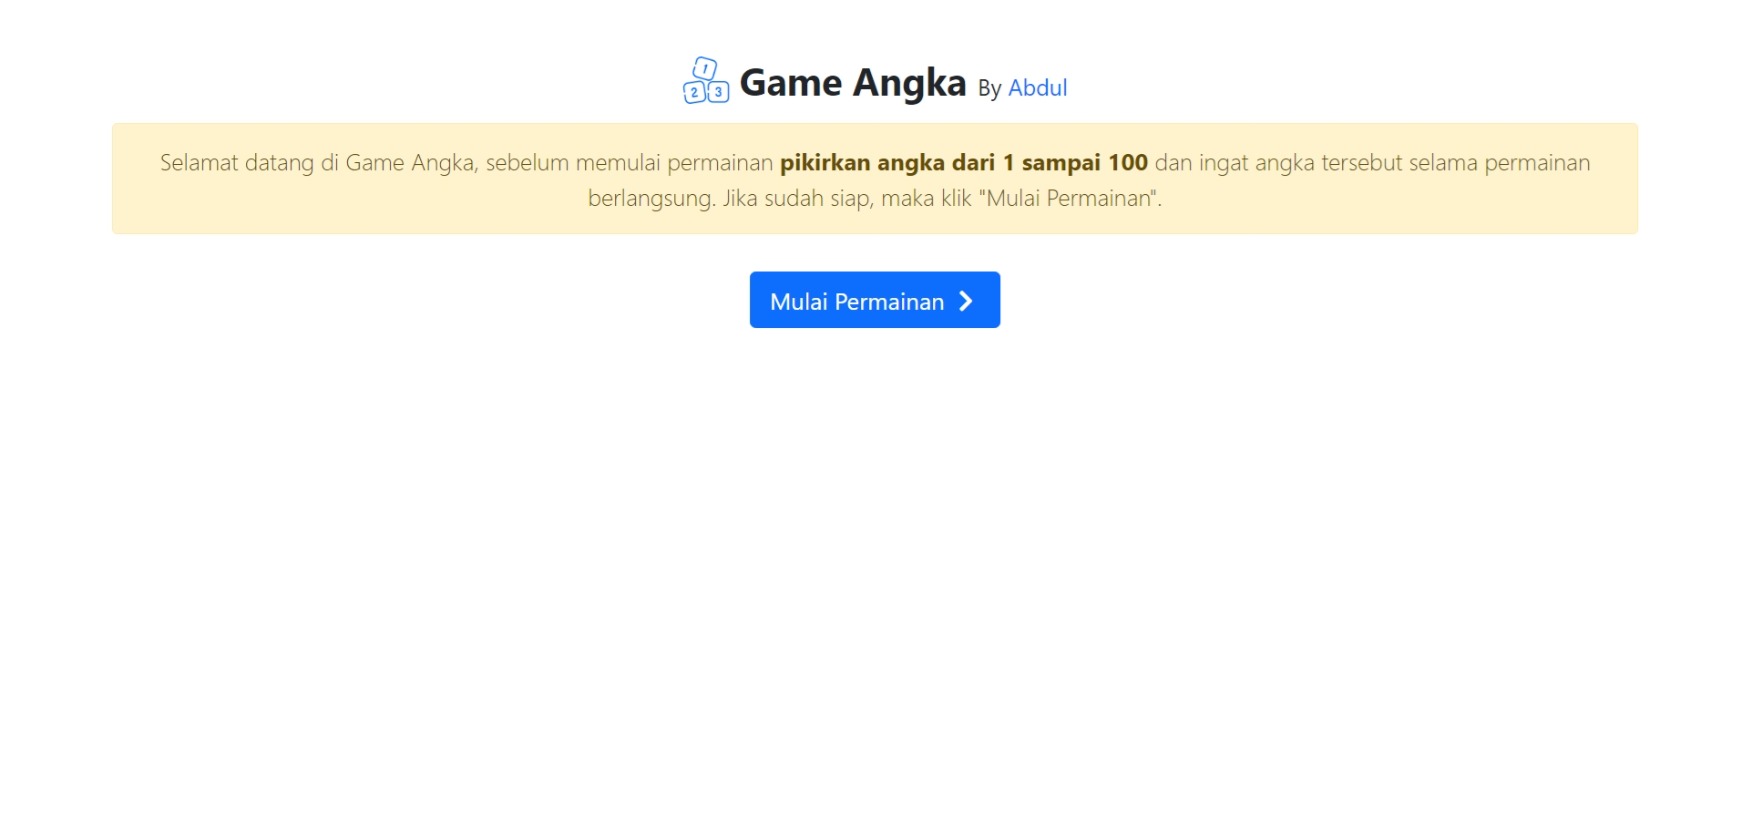 1
2 3
Game Angka By Abdul
Selamat datang di Game Angka, sebelum memulai permainan pikirkan angka dari 1 sampai 100 dan ingat angka tersebut selama permainan
berlangsung. Jika sudah siap, maka klik "Mulai Permainan".
Mulai Permainan